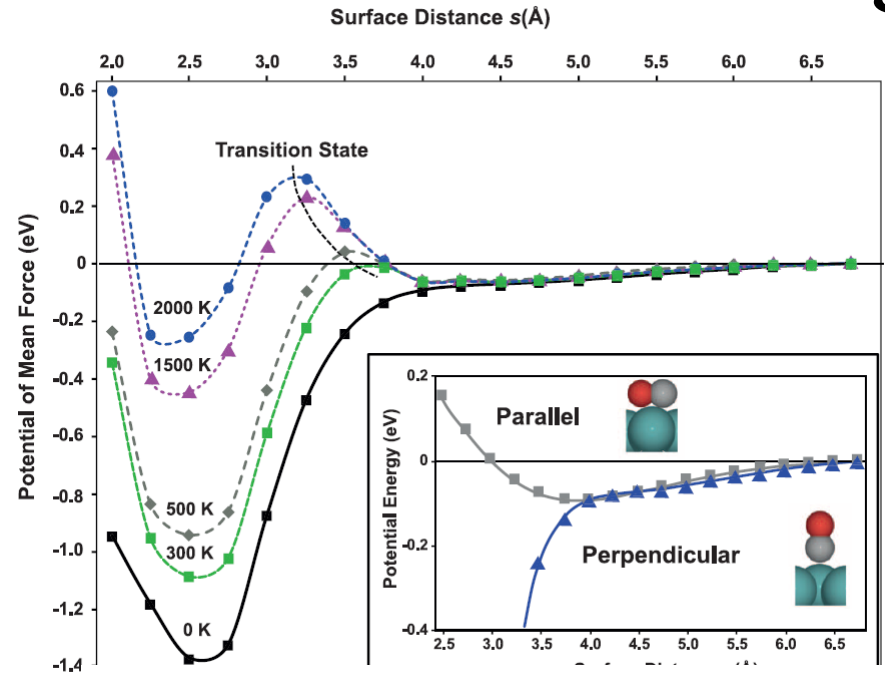 Surface Distance s(Å)
2.0 2.5 3.0 3.5 4.0 4.5 5.0 5.5 6.0 6.5
Potential of Mean Force (eV)
0.6
0.4
0.2
0
-0.2
-0.4
-0.6
-0.8
-1.0
-1.2
-1.4
Transition State
2000 K
1500 K
500 K
300 K
0 K
Potential Energy (eV)
0.2
0
-0.2
-0.4
Parallel
Perpendicular
2.5 3.0 3.5 4.0 4.5 5.0 5.5 6.0 6.5